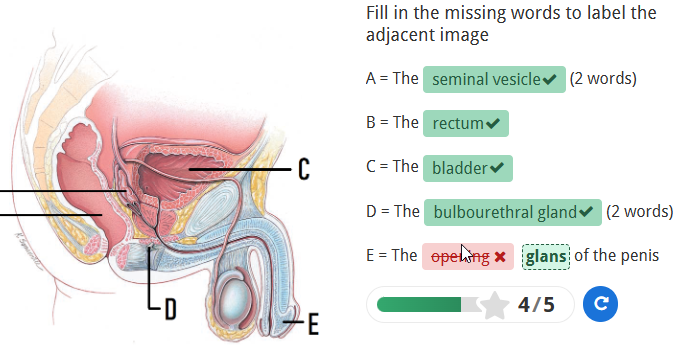 Fill in the missing words to label the
adjacent image
A = The seminal vesicle✔ (2 words)
B = The rectum✔
C = The bladder✔
D = The bulbourethral gland✔ (2 words)
E = The opening ✖ glans of the penis
4/5
C
D
E